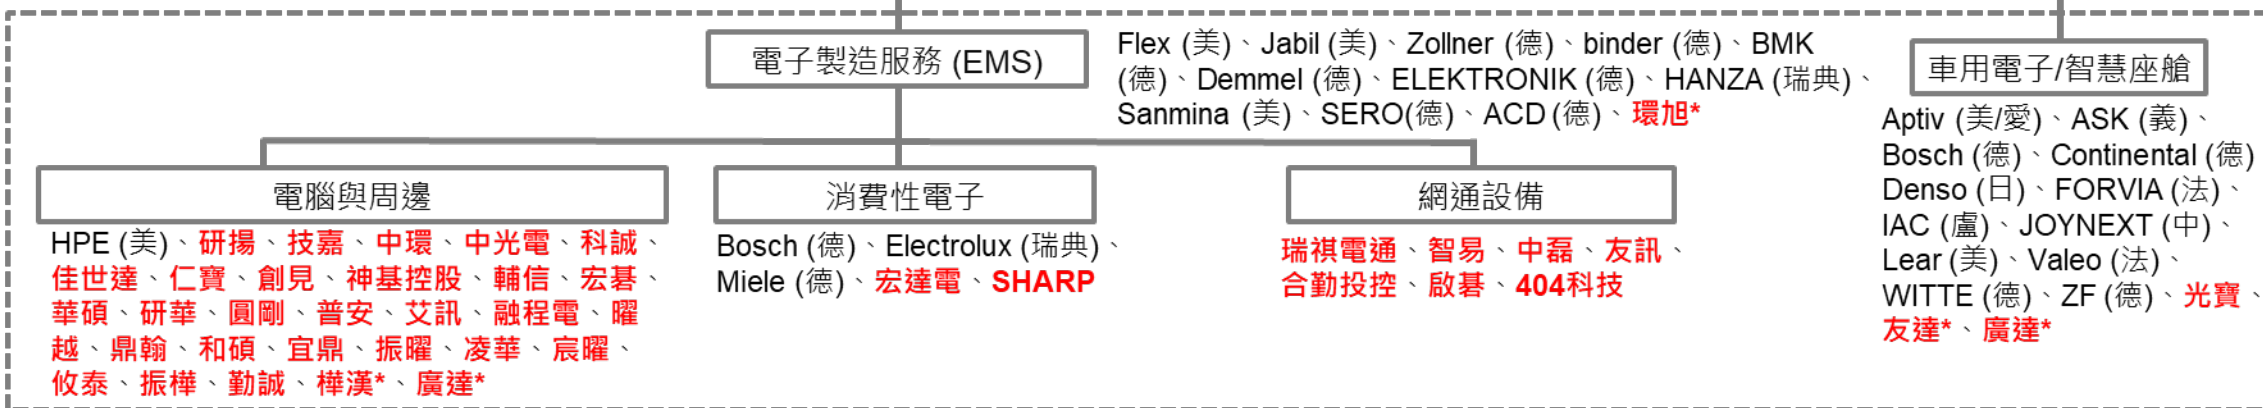 電子製造服務 (EMS)
Flex (美)、Jabil (美)、Zollner (德)、binder (德)、BMK
(德)、Demmel (德)、ELEKTRONIK (德)、HANZA (瑞典)、
Sanmina (美)、SERO(德)、ACD (德)、環旭*
電腦與周邊
HPE (美)、研揚、技嘉、中環、中光電、科誠、
佳世達、仁寶、創見、神基控股、輔信、宏碁、
華碩、研華、圓剛、普安、艾訊、融程電、曜
越、鼎翰、和碩、宜鼎、振曜、凌華、宸曜、
攸泰、振樺、勤誠、樺漢*、廣達*
消費性電子
Bosch (德)、Electrolux (瑞典)、
Miele (德)、宏達電、SHARP
網通設備
瑞祺電通、智易、中磊、友訊、
合勤投控、啟碁、404科技
車用電子/智慧座艙
Aptiv (美/愛)、ASK (義)、
Bosch (德)、Continental (德)
Denso (日)、FORVIA (法)、
IAC (盧)、JOYNEXT (中)、
Lear (美)、Valeo (法)、
WITTE (德)、ZF (德)、光寶、
友達*、廣達*